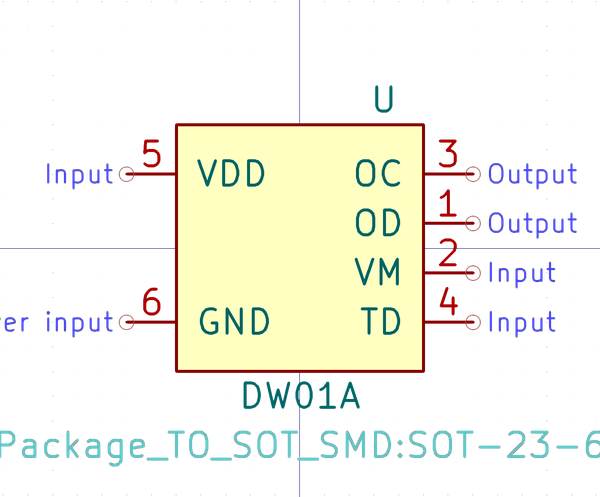 U
5 3
Input VDD OC Output
1
OD Output
2
VM Input
6 4
er input GND TD Input
DW01A
Package_TO_SOT_SMD:SOT-23-6